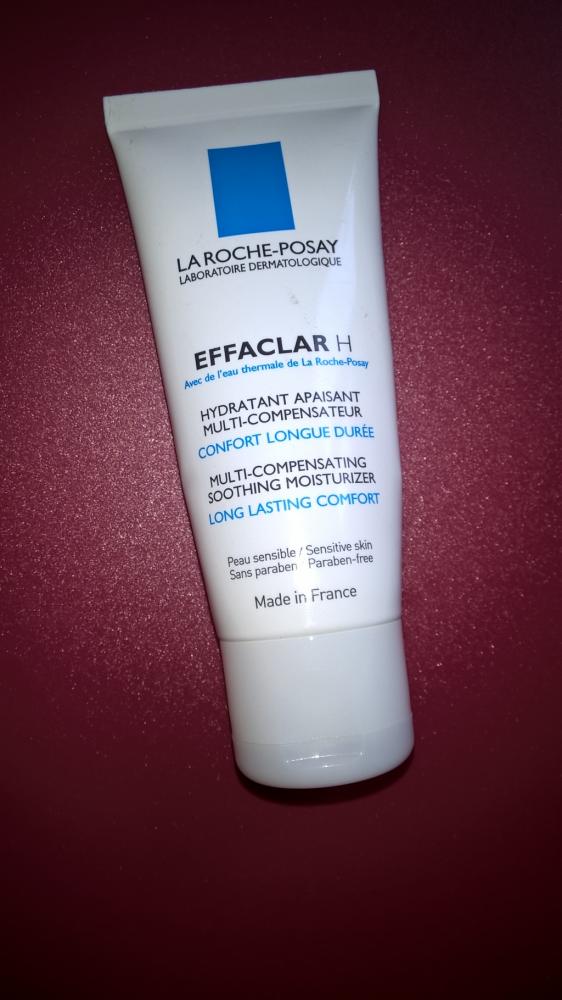 LA ROCHE-POSAY
LABORATOIRE DERMATOLOGIQUE
EFFACLAR H
Avec de l'eau thermale de La Roche-Posay
HYDRATANT APAISANT
MULTI-COMPENSATEUR
CONFORT LONGUE DURÉE
MULTI-COMPENSATING
SOOTHING MOISTURIZER
LONG LASTING COMFORT
Peau sensible / Sensitive skin
Sans paraben / Paraben-free
Made in France